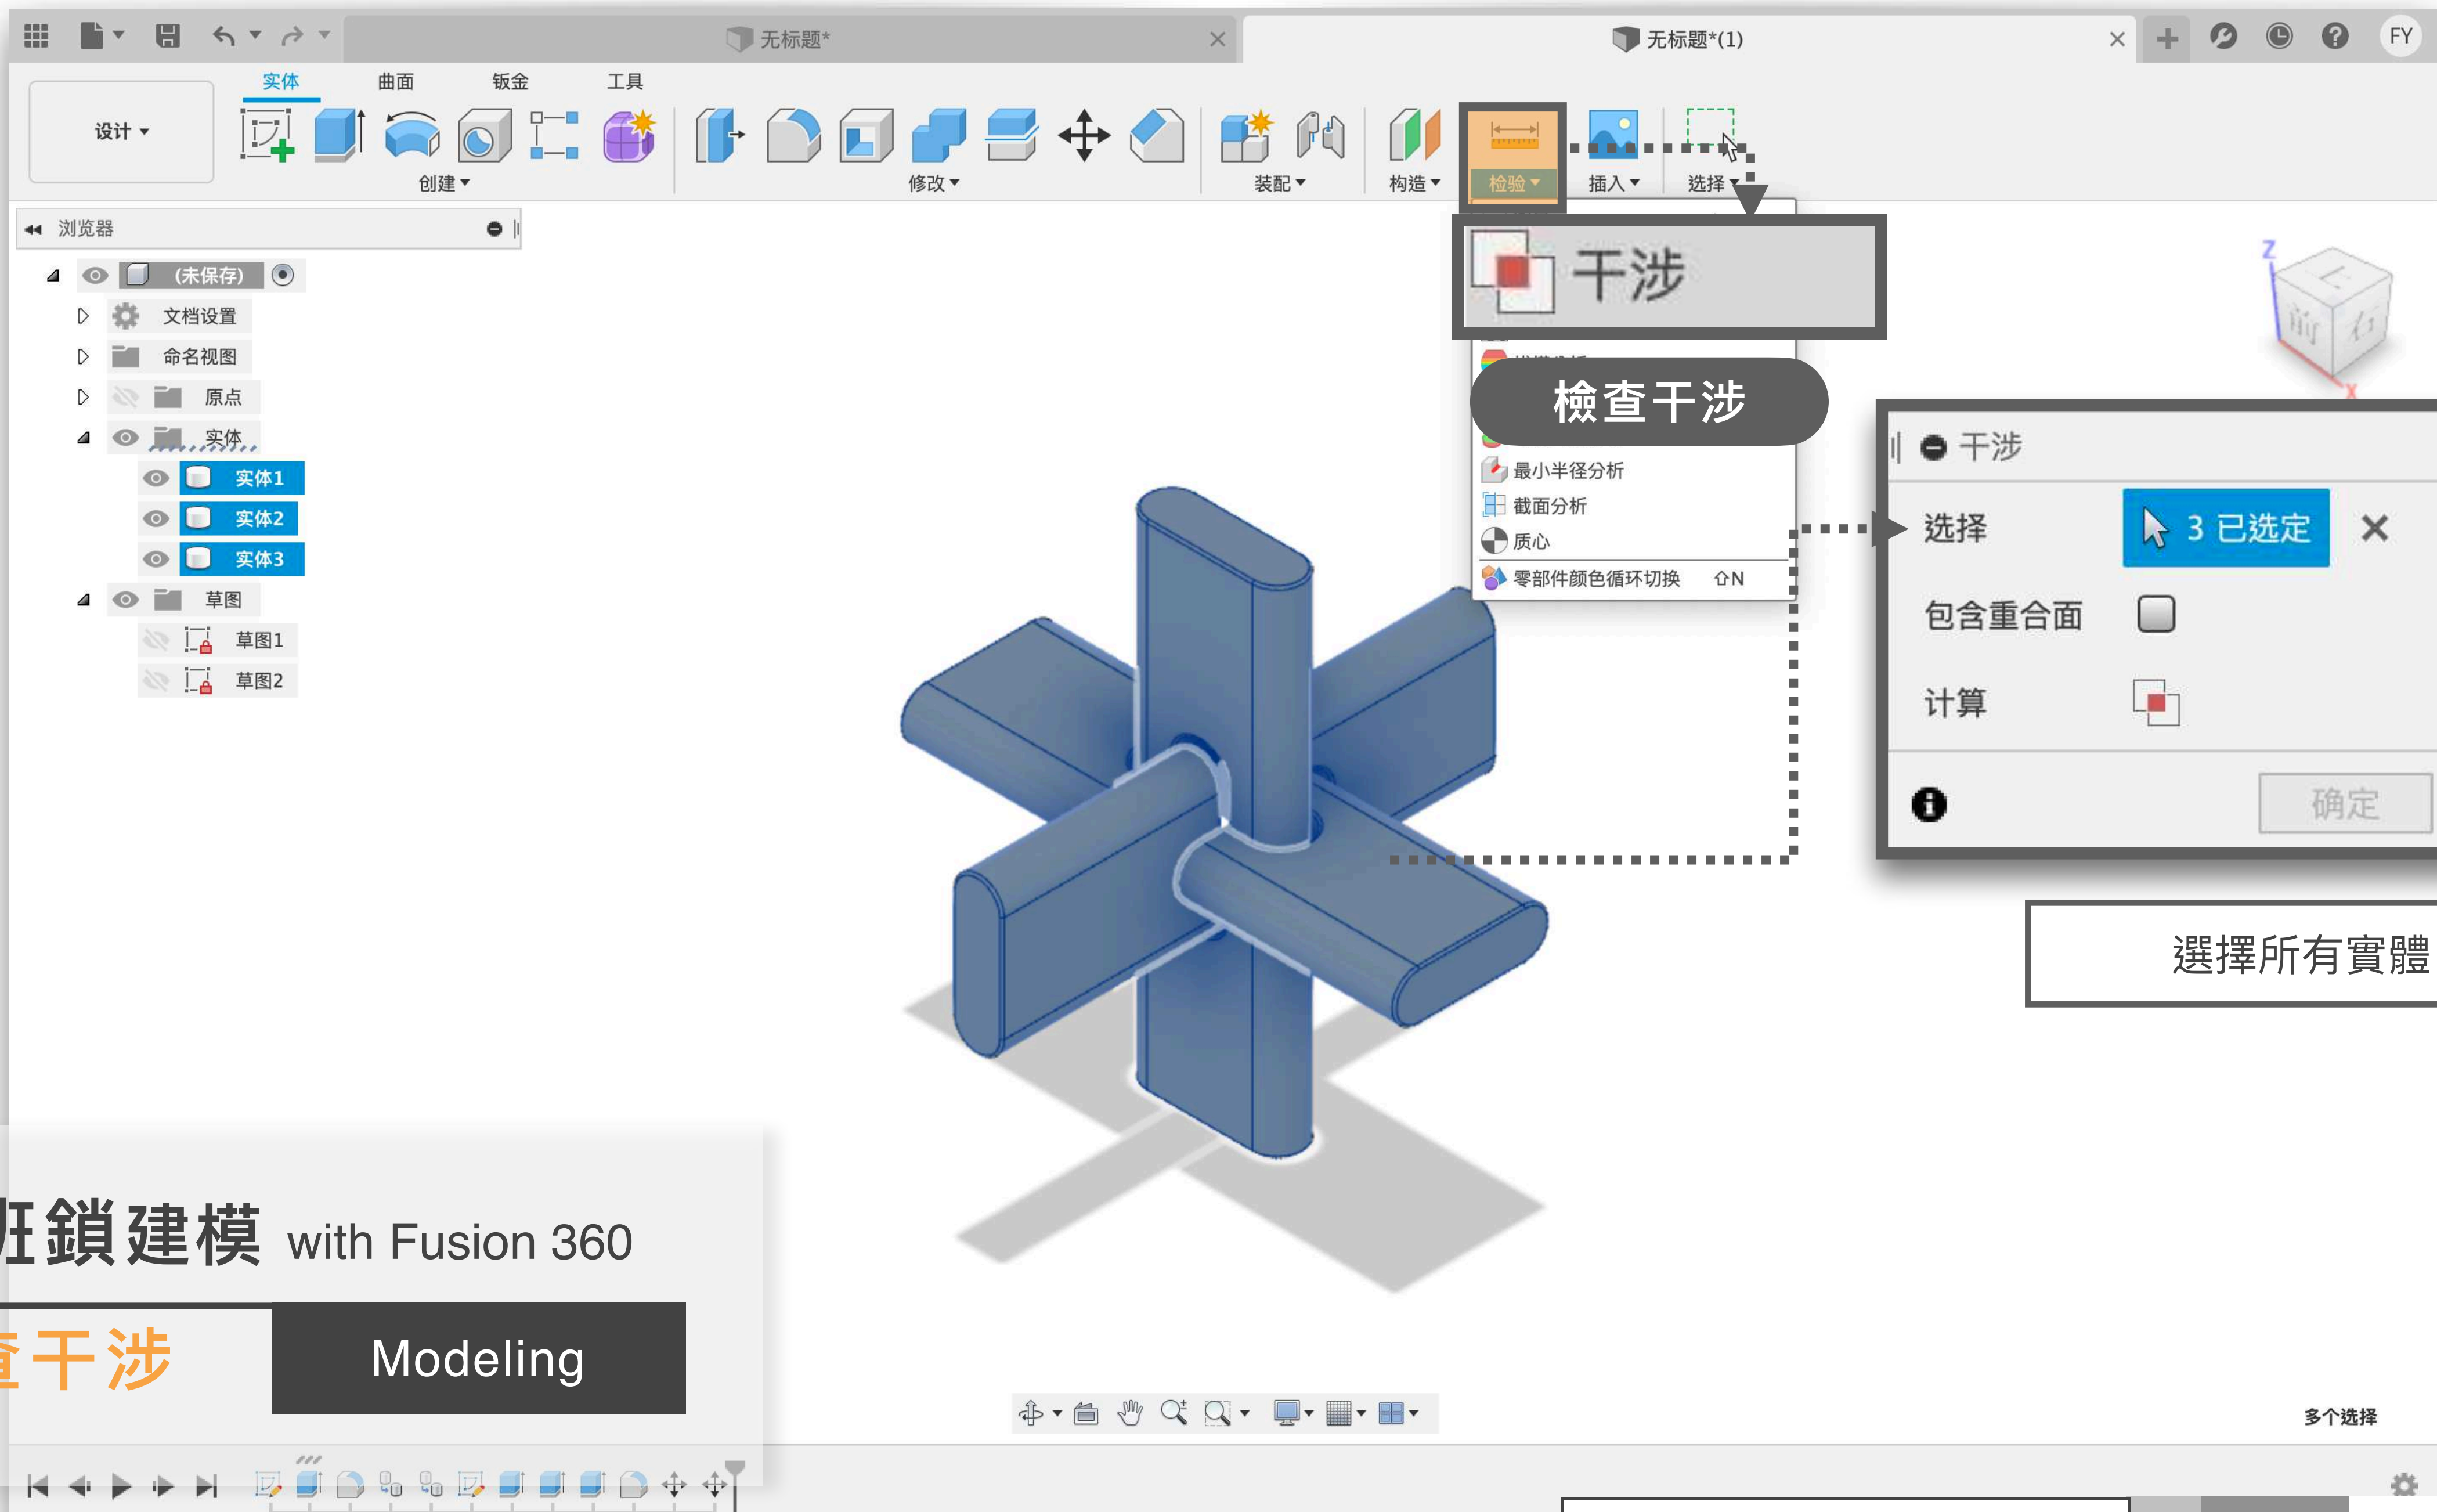 无标题*
无标题*(1)
FY
实体
曲面
钣金
工具
设计
创建
修改
装配
构造
检验
插入
选择
浏览器
(未保存)
文档设置
命名视图
原点
实体
实体1
实体2
实体3
草图
草图1
草图2
干涉
檢查干涉
最小半径分析
截面分析
质心
零部件颜色循环切换 ⇧N
Z
X
干涉
选择 3 已选定
包含重合面
计算
确定
選擇所有實體
鎖建模 with Fusion 360
干涉
Modeling
多个选择